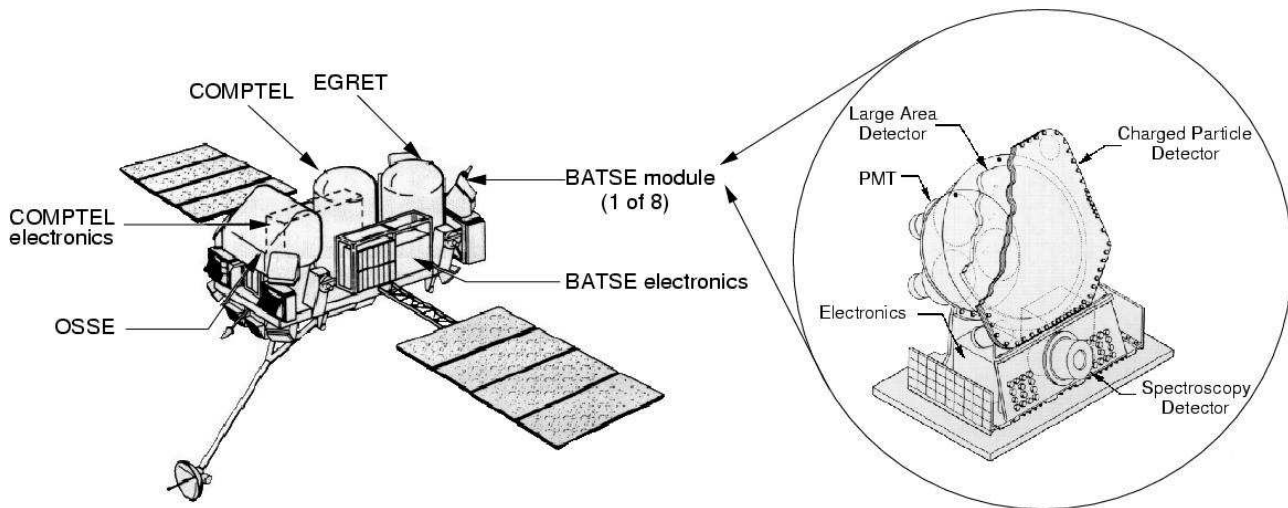 COMPTEL
EGRET
BATSE module
(1 of 8)
COMPTEL
electronics
BATSE electronics
OSSE
Large Area
Detector
Charged Particle
Detector
PMT
Electronics
Spectroscopy
Detector